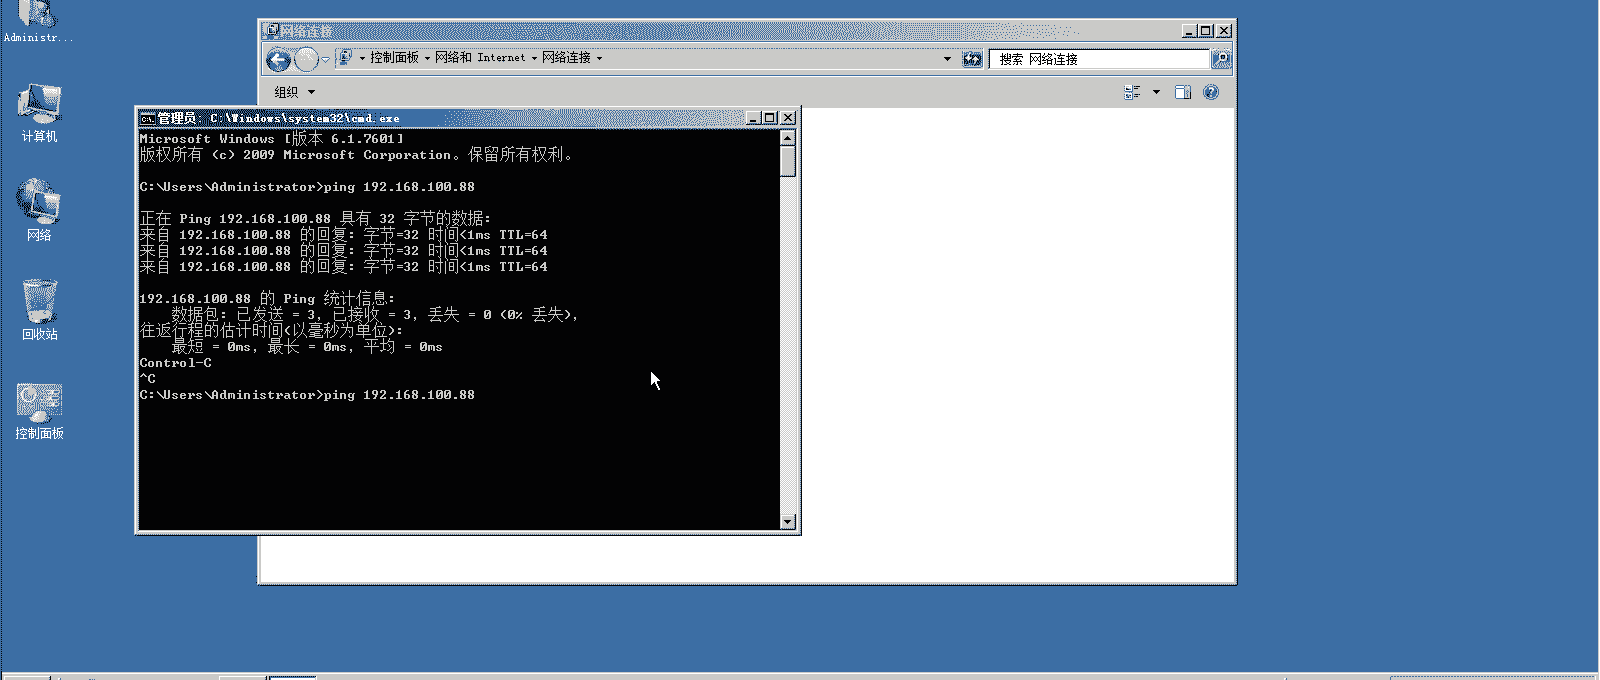 Administr...
计算机
网络
回收站
控制面板
网络连接
控制面板 网络和 Internet 网络连接
搜索 网络连接
组织
管理员: C:\Windows\system32\cmd.exe
Microsoft Windows [版本 6.1.7601]
版权所有 (c) 2009 Microsoft Corporation。保留所有权利。
C:\Users\Administrator>ping 192.168.100.88
正在 Ping 192.168.100.88 具有 32 字节的数据:
来自 192.168.100.88 的回复: 字节=32 时间<1ms TTL=64
来自 192.168.100.88 的回复: 字节=32 时间<1ms TTL=64
来自 192.168.100.88 的回复: 字节=32 时间<1ms TTL=64
192.168.100.88 的 Ping 统计信息:
数据包: 已发送 = 3, 已接收 = 3, 丢失 = 0 (0% 丢失),
往返行程的估计时间(以毫秒为单位):
最短 = 0ms, 最长 = 0ms, 平均 = 0ms
Control-C
^C
C:\Users\Administrator>ping 192.168.100.88